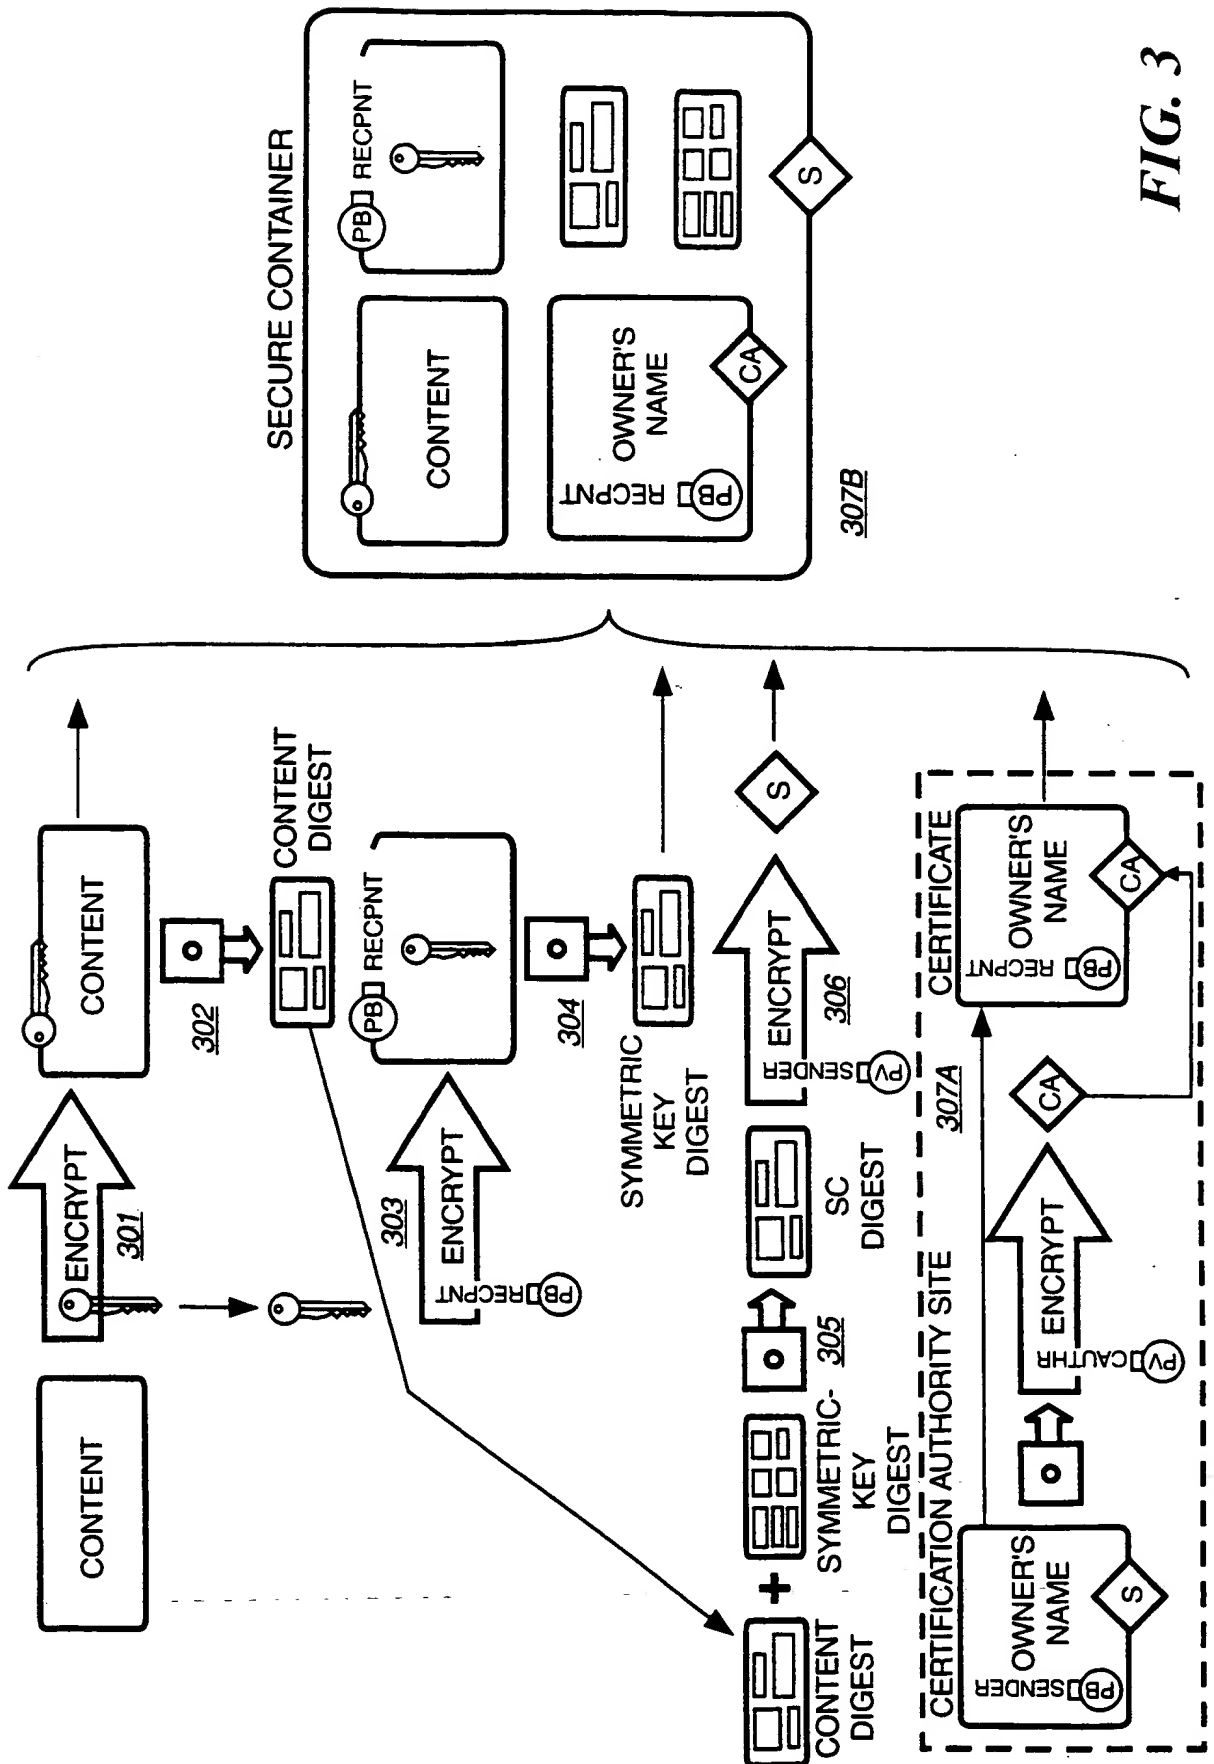 CONTENT
ENCRYPT
301
CONTENT
302
CONTENT
DIGEST
303
ENCRYPT
PB RECPNT
PB RECPNT
304
SYMMETRIC
KEY
DIGEST
CONTENT
DIGEST
+
SYMMETRIC-
KEY
DIGEST
305
SC
DIGEST
ENCRYPT
306
PV SENDER
S
CERTIFICATION AUTHORITY SITE
OWNER'S
NAME
PB SENDER
S
ENCRYPT
PV CAUTHR
CA
307A
CERTIFICATE
OWNER'S
NAME
PB RECPNT
CA
SECURE CONTAINER
CONTENT
PB RECPNT
OWNER'S
NAME
PB RECPNT
CA
S
307B
FIG. 3